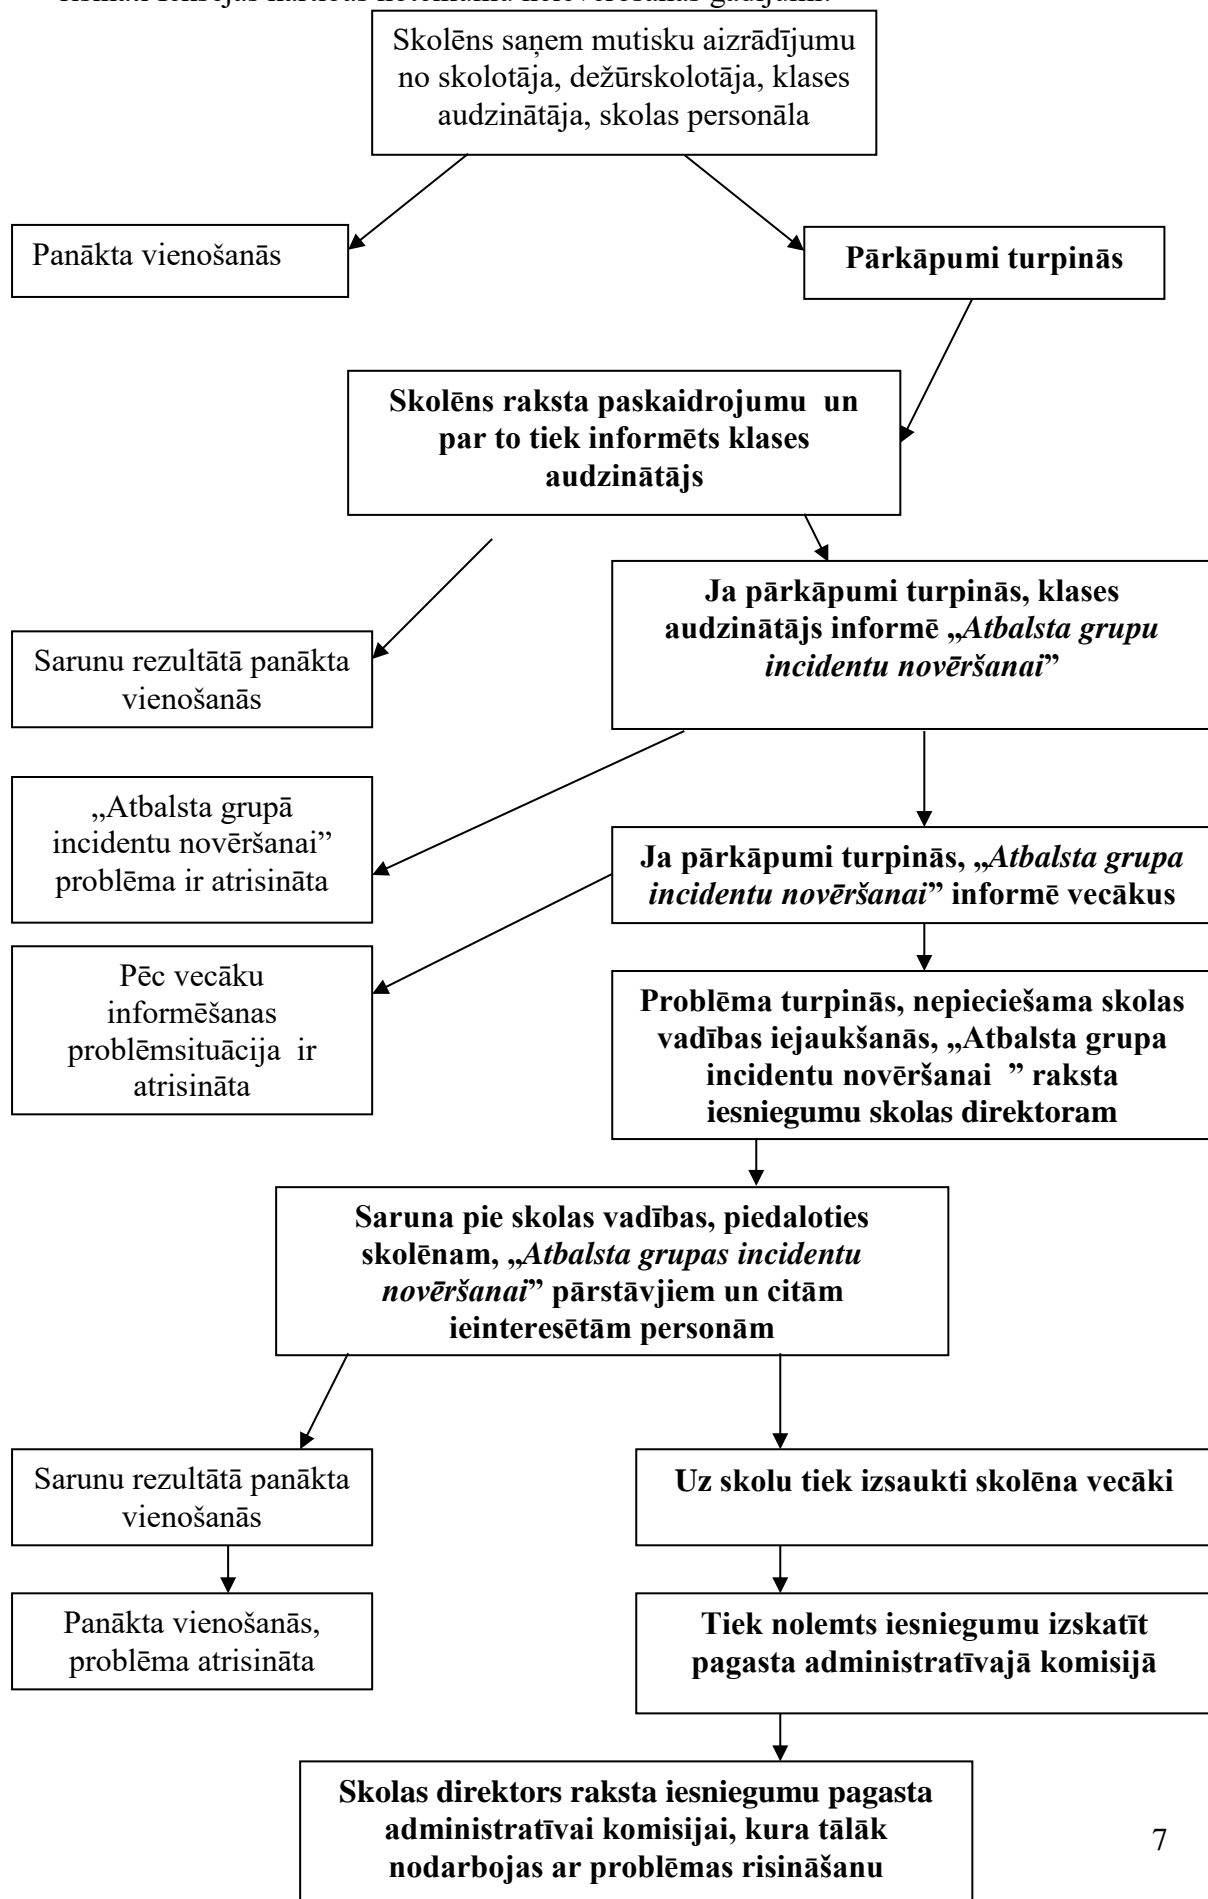 Skolēns saņem mutisku aizrādījumu
no skolotāja, dežūrskolotāja, klases
audzinātāja, skolas personāla
Panākta vienošanās
Pārkāpumi turpinās
Skolēns raksta paskaidrojumu  un
par to tiek informēts klases
audzinātājs
Ja pārkāpumi turpinās, klases
audzinātājs informē „Atbalsta grupu
incidentu novēršanai”
Sarunu rezultātā panākta
vienošanās
„Atbalsta grupā
incidentu novēršanai”
problēma ir atrisināta
Ja pārkāpumi turpinās, „Atbalsta grupa
incidentu novēršanai” informē vecākus
Pēc vecāku
informēšanas
problēmsituācija  ir
atrisināta
Problēma turpinās, nepieciešama skolas
vadības iejaukšanās, „Atbalsta grupa
incidentu novēršanai  ” raksta
iesniegumu skolas direktoram
Saruna pie skolas vadības, piedaloties
skolēnam, „Atbalsta grupas incidentu
novēršanai” pārstāvjiem un citām
ieinteresētām personām
Sarunu rezultātā panākta
vienošanās
Uz skolu tiek izsaukti skolēna vecāki
Panākta vienošanās,
problēma atrisināta
Tiek nolemts iesniegumu izskatīt
pagasta administratīvajā komisijā
Skolas direktors raksta iesniegumu pagasta
administratīvai komisijai, kura tālāk
nodarbojas ar problēmas risināšanu
7